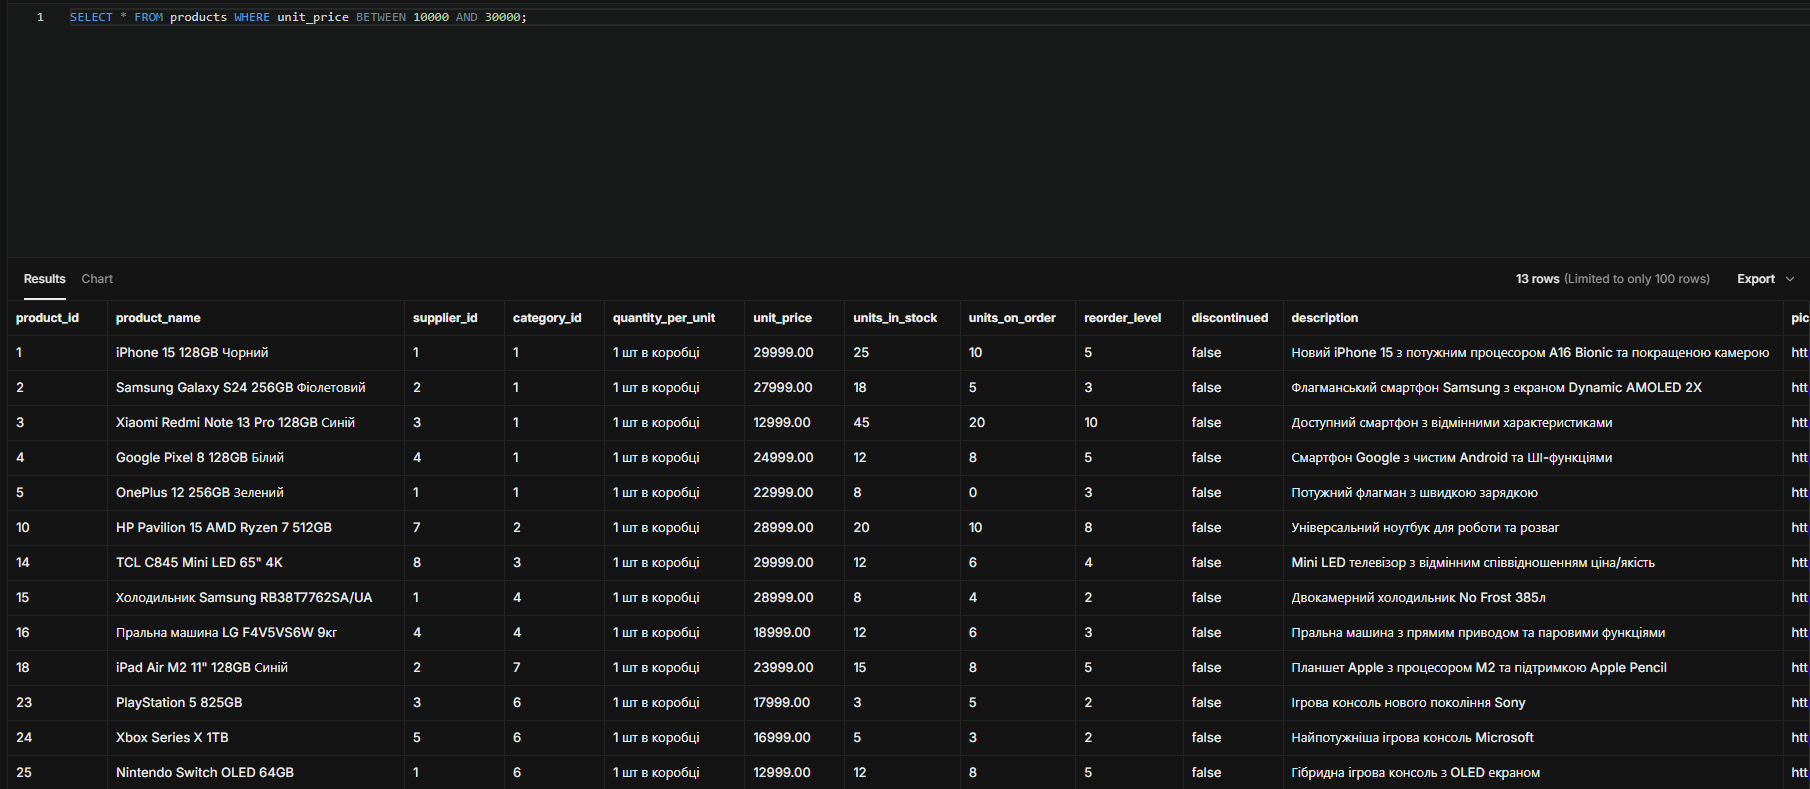 1 SELECT * FROM products WHERE unit_price BETWEEN 10000 AND 30000;
Results Chart 13 rows (Limited to only 100 rows) Export
product_id product_name supplier_id category_id quantity_per_unit unit_price units_in_stock units_on_order reorder_level discontinued description pic
1 iPhone 15 128GB Чорний 1 1 1 шт в коробці 29999.00 25 10 5 false Новий iPhone 15 з потужним процесором A16 Bionic та покращеною камерою htt
2 Samsung Galaxy S24 256GB Фіолетовий 2 1 1 шт в коробці 27999.00 18 5 3 false Флагманський смартфон Samsung з екраном Dynamic AMOLED 2X htt
3 Xiaomi Redmi Note 13 Pro 128GB Синій 3 1 1 шт в коробці 12999.00 45 20 10 false Доступний смартфон з відмінними характеристиками htt
4 Google Pixel 8 128GB Білий 4 1 1 шт в коробці 24999.00 12 8 5 false Смартфон Google з чистим Android та ШІ-функціями htt
5 OnePlus 12 256GB Зелений 1 1 1 шт в коробці 22999.00 8 0 3 false Потужний флагман з швидкою зарядкою htt
10 HP Pavilion 15 AMD Ryzen 7 512GB 7 2 1 шт в коробці 28999.00 20 10 8 false Універсальний ноутбук для роботи та розваг htt
14 TCL C845 Mini LED 65" 4K 8 3 1 шт в коробці 29999.00 12 6 4 false Mini LED телевізор з відмінним співвідношенням ціна/якість htt
15 Холодильник Samsung RB38T7762SA/UA 1 4 1 шт в коробці 28999.00 8 4 2 false Двокамерний холодильник No Frost 385л htt
16 Пральна машина LG F4V5VS6W 9кг 4 4 1 шт в коробці 18999.00 12 6 3 false Пральна машина з прямим приводом та паровими функціями htt
18 iPad Air M2 11" 128GB Синій 2 7 1 шт в коробці 23999.00 15 8 5 false Планшет Apple з процесором M2 та підтримкою Apple Pencil htt
23 PlayStation 5 825GB 3 6 1 шт в коробці 17999.00 3 5 2 false Ігрова консоль нового покоління Sony htt
24 Xbox Series X 1TB 5 6 1 шт в коробці 16999.00 5 3 2 false Найпотужніша ігрова консоль Microsoft htt
25 Nintendo Switch OLED 64GB 1 6 1 шт в коробці 12999.00 12 8 5 false Гібридна ігрова консоль з OLED екраном htt